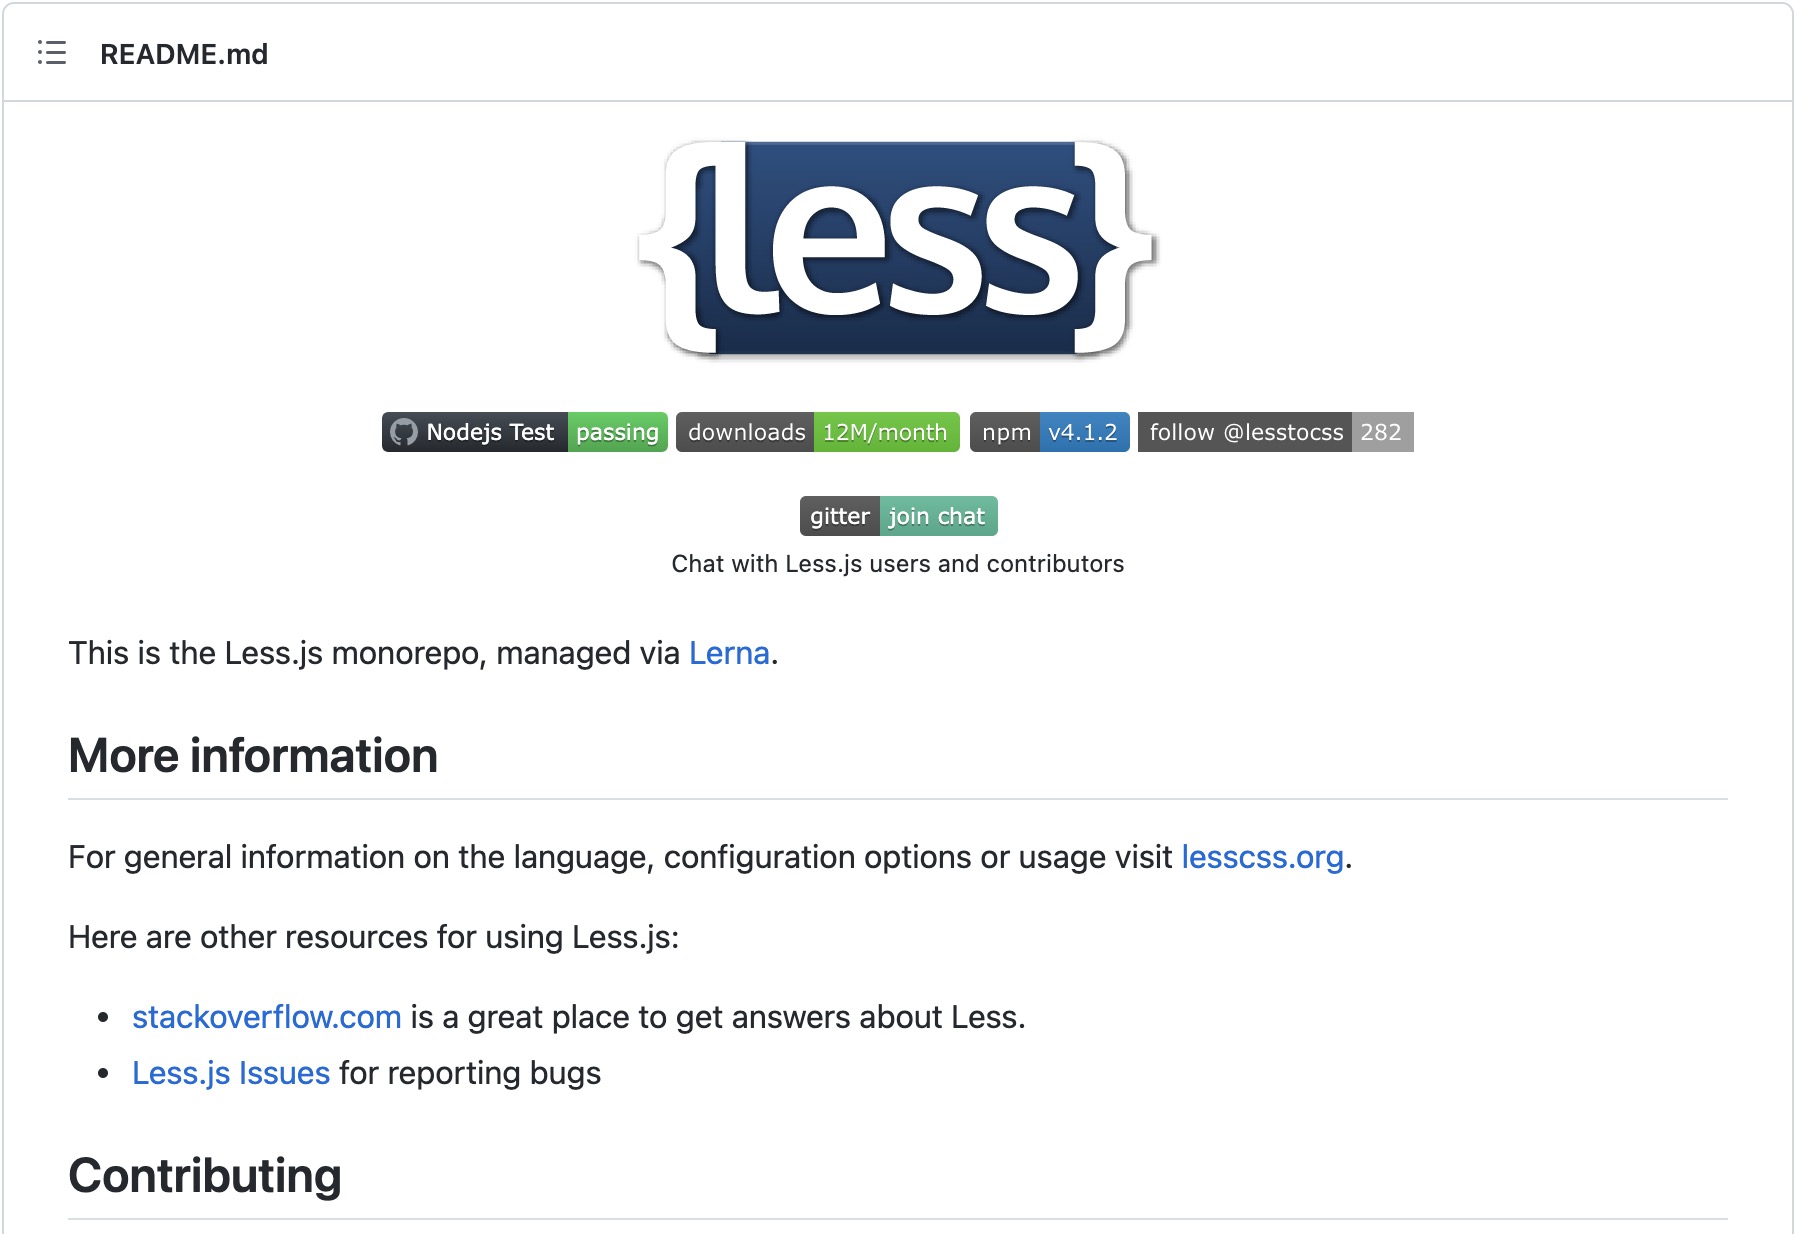 README.md
{less}
Nodejs Test passing downloads 12M/month npm v4.1.2 follow @lesstocss 282
gitter join chat
Chat with Less.js users and contributors
This is the Less.js monorepo, managed via Lerna.
More information
For general information on the language, configuration options or usage visit lesscss.org.
Here are other resources for using Less.js:
• stackoverflow.com is a great place to get answers about Less.
• Less.js Issues for reporting bugs
Contributing